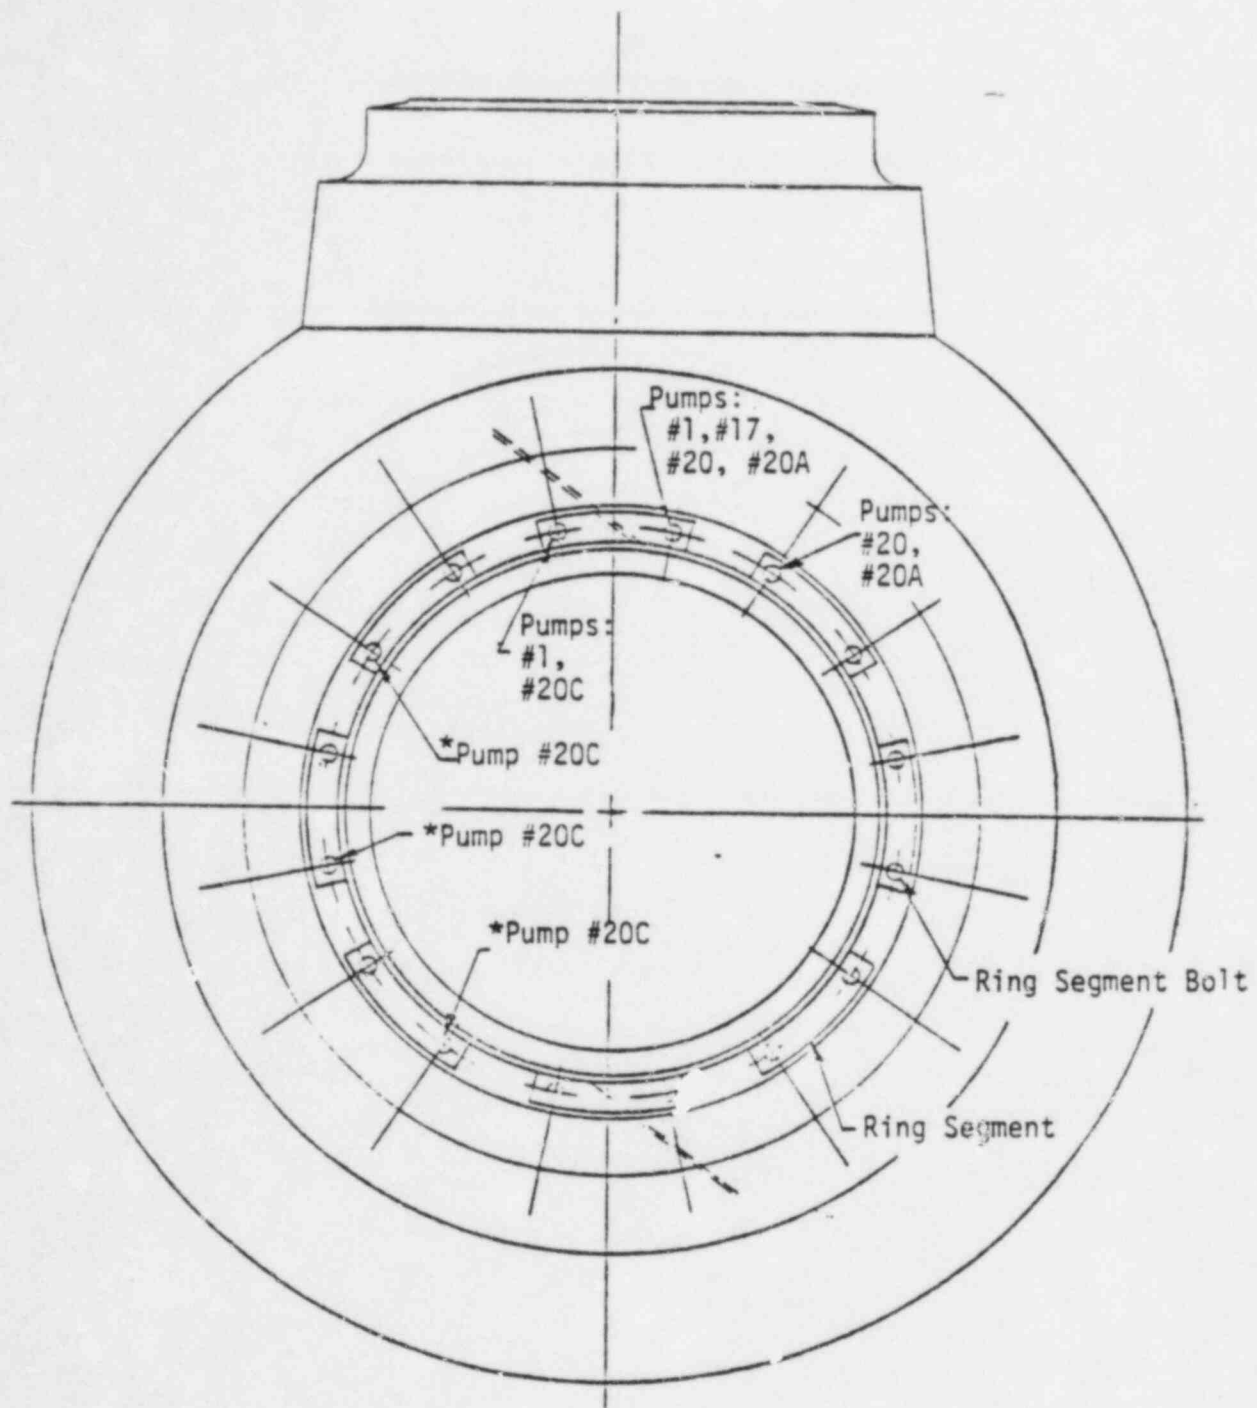 Pumps:
#1,#17,
#20, #20A
Pumps:
#20,
#20A
Pumps:
#1,
#20C
*Pump #20C
*Pump #20C
*Pump #20C
Ring Segment Bolt
Ring Segment